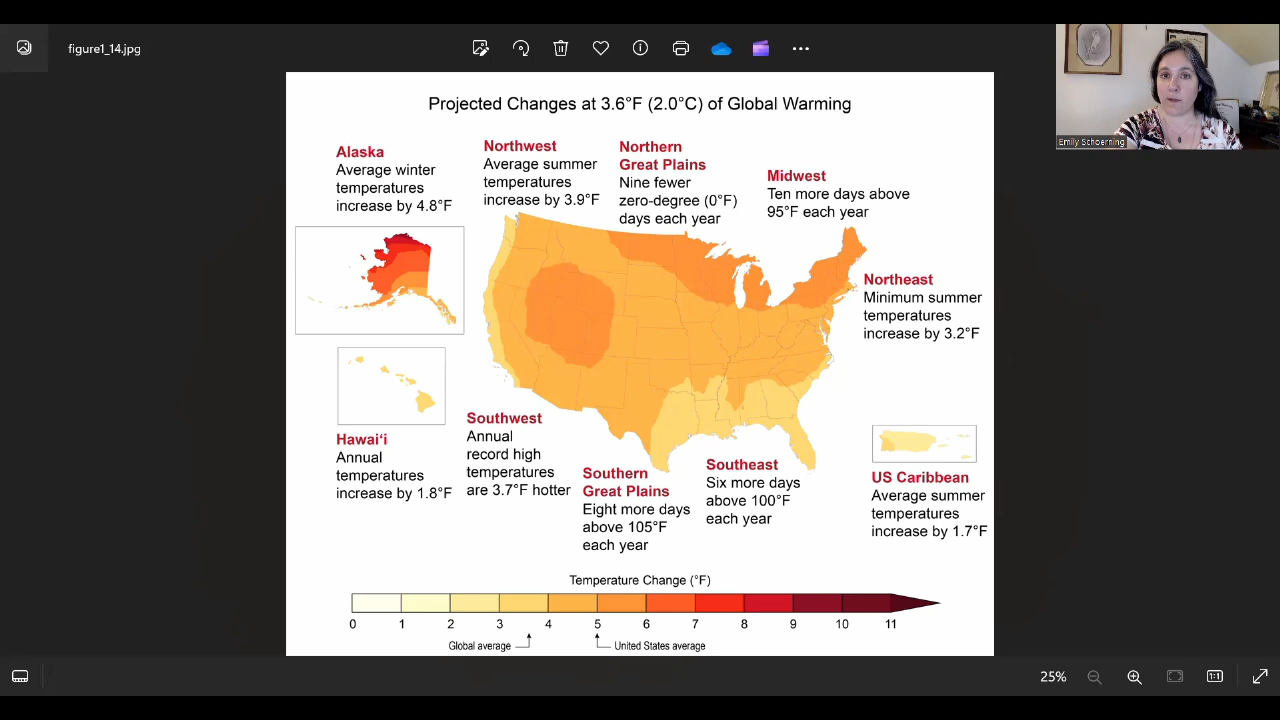 figure1_14.jpg
Emily Schoerning
Projected Changes at 3.6°F (2.0°C) of Global Warming
Alaska
Average winter
temperatures
increase by 4.8°F
Northwest
Average summer
temperatures
increase by 3.9°F
Northern
Great Plains
Nine fewer
zero-degree (0°F)
days each year
Midwest
Ten more days above
95°F each year
Northeast
Minimum summer
temperatures
increase by 3.2°F
Hawai‘i
Annual
temperatures
increase by 1.8°F
Southwest
Annual
record high
temperatures
are 3.7°F hotter
Southern
Great Plains
Eight more days
above 105°F
each year
Southeast
Six more days
above 100°F
each year
US Caribbean
Average summer
temperatures
increase by 1.7°F
Temperature Change (°F)
0 1 2 3 4 5 6 7 8 9 10 11
Global average
United States average
25%
1:1